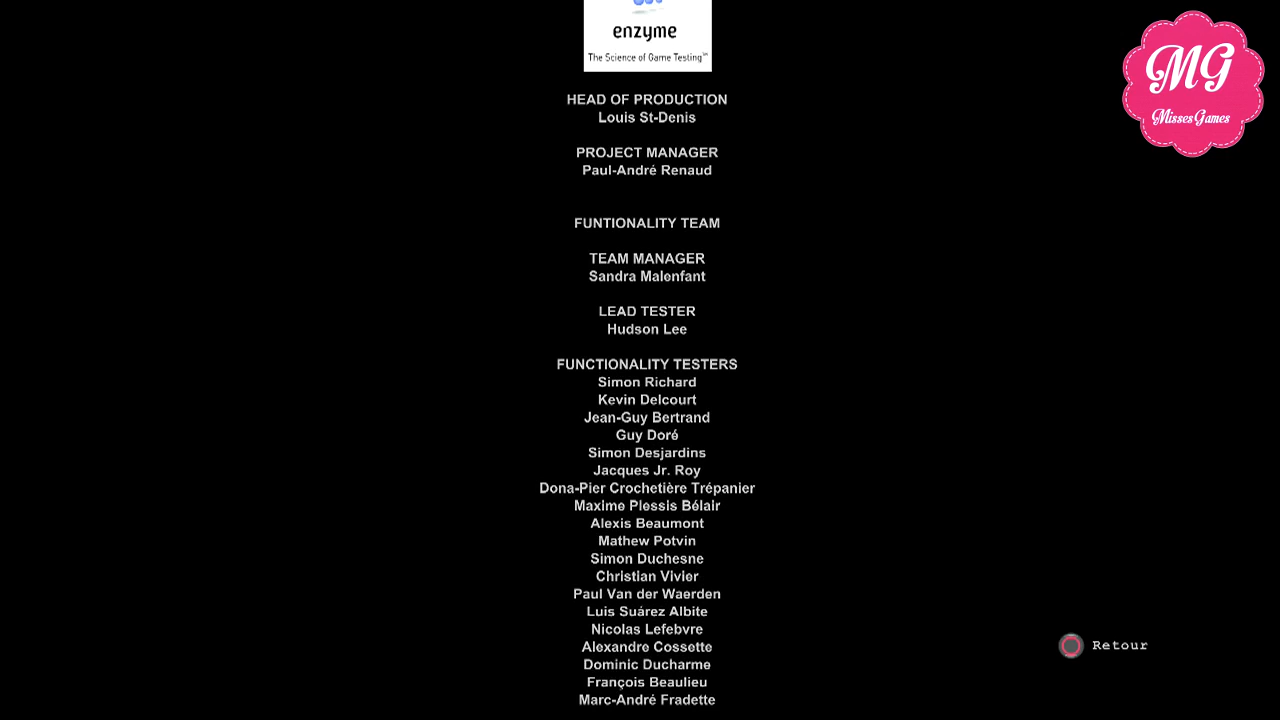 enzyme
The Science of Game Testing℠
HEAD OF PRODUCTION
Louis St-Denis
PROJECT MANAGER
Paul-André Renaud
FUNTIONALITY TEAM
TEAM MANAGER
Sandra Malenfant
LEAD TESTER
Hudson Lee
FUNCTIONALITY TESTERS
Simon Richard
Kevin Delcourt
Jean-Guy Bertrand
Guy Doré
Simon Desjardins
Jacques Jr. Roy
Dona-Pier Crochetière Trépanier
Maxime Plessis Bélair
Alexis Beaumont
Mathew Potvin
Simon Duchesne
Christian Vivier
Paul Van der Waerden
Luis Suárez Albite
Nicolas Lefebvre
Alexandre Cossette
Dominic Ducharme
François Beaulieu
Marc-André Fradette
MG
MissesGames
Retour